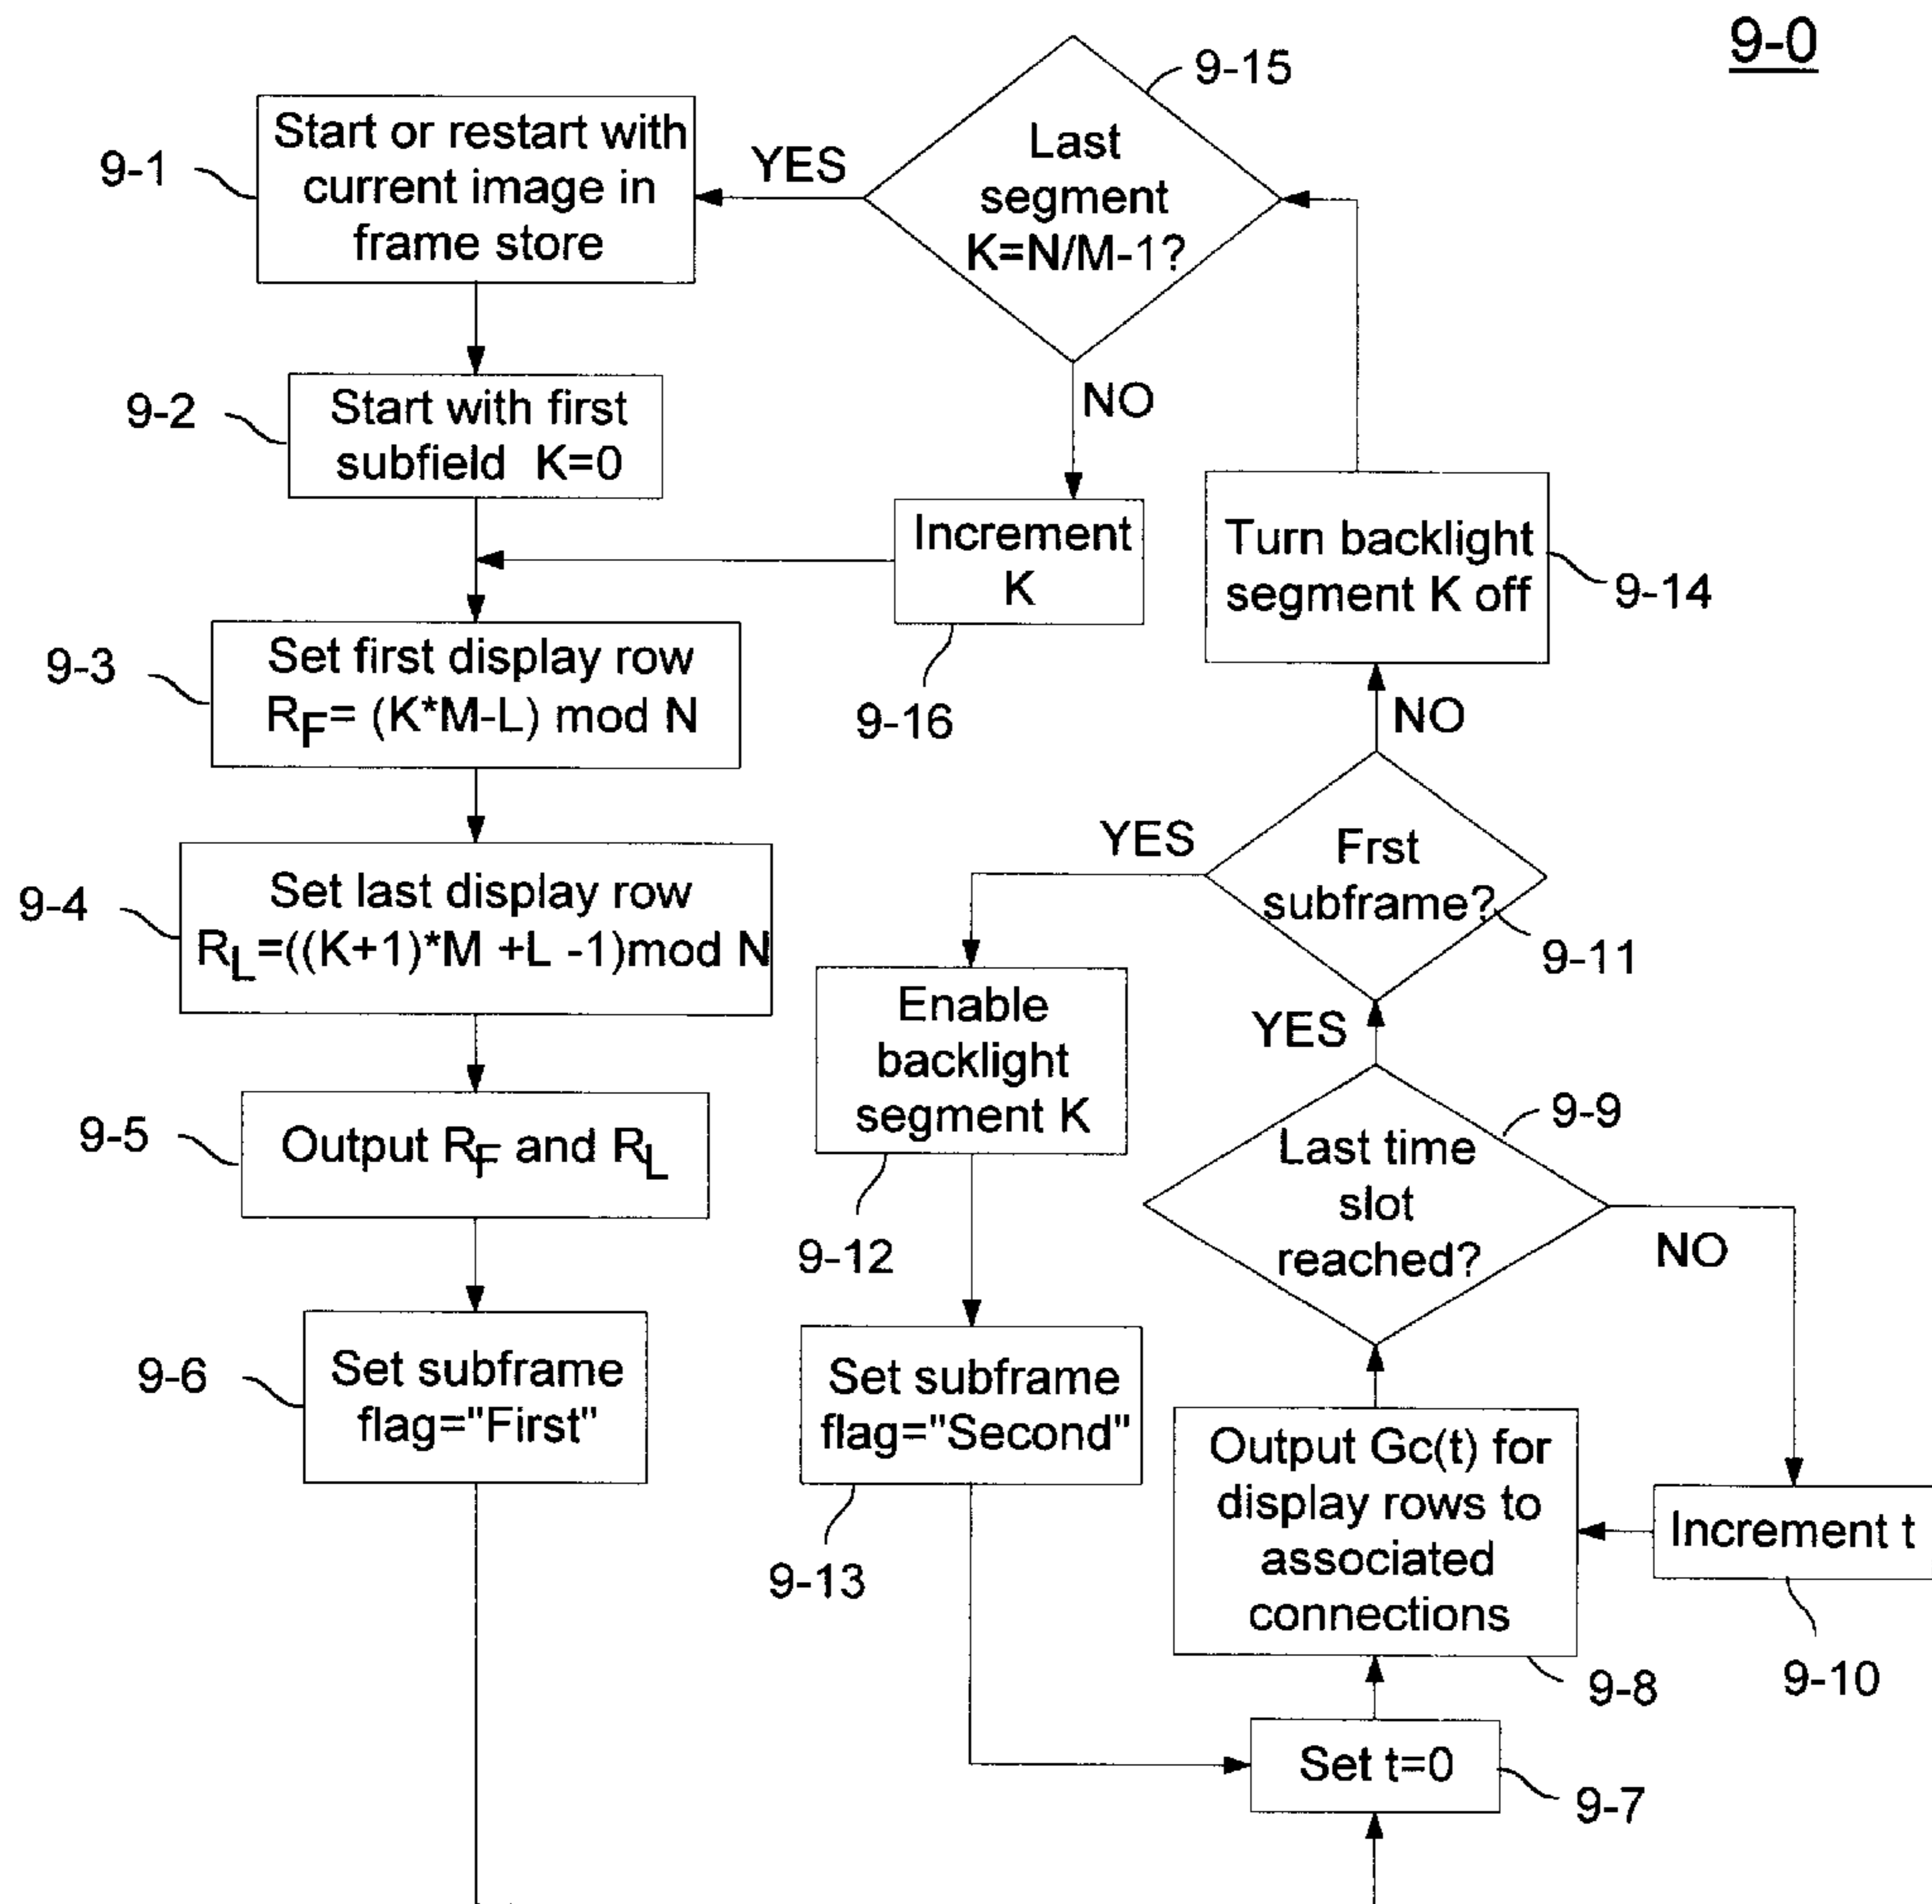 9-0
9-15
Last
segment
K=N/M-1?
YES
NO
9-1
Start or restart with
current image in
frame store
9-2
Start with first
subfield K=0
Increment
K
9-16
Turn backlight
segment K off
9-14
9-3
Set first display row
RF= (K*M-L) mod N
NO
9-4
Set last display row
RL=((K+1)*M +L -1)mod N
YES
Frst
subframe?
9-11
9-5
Output RF and RL
Enable
backlight
segment K
9-12
YES
9-9
Last time
slot
reached?
NO
9-6
Set subframe
flag="First"
Set subframe
flag="Second"
9-13
Output Gc(t) for
display rows to
associated
connections
9-8
Increment t
9-10
Set t=0
9-7